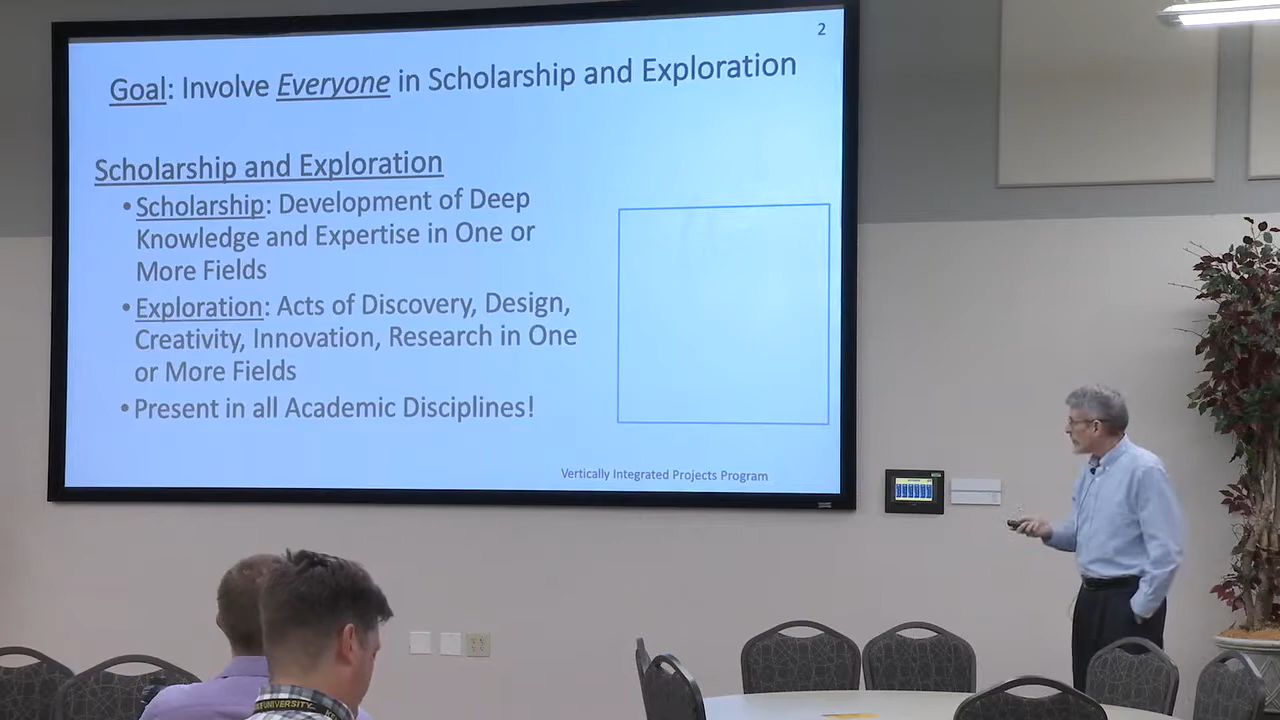 2
Goal: Involve Everyone in Scholarship and Exploration
Scholarship and Exploration
•Scholarship: Development of Deep
Knowledge and Expertise in One or
More Fields
•Exploration: Acts of Discovery, Design,
Creativity, Innovation, Research in One
or More Fields
•Present in all Academic Disciplines!
Vertically Integrated Projects Program
UNIVERSITY